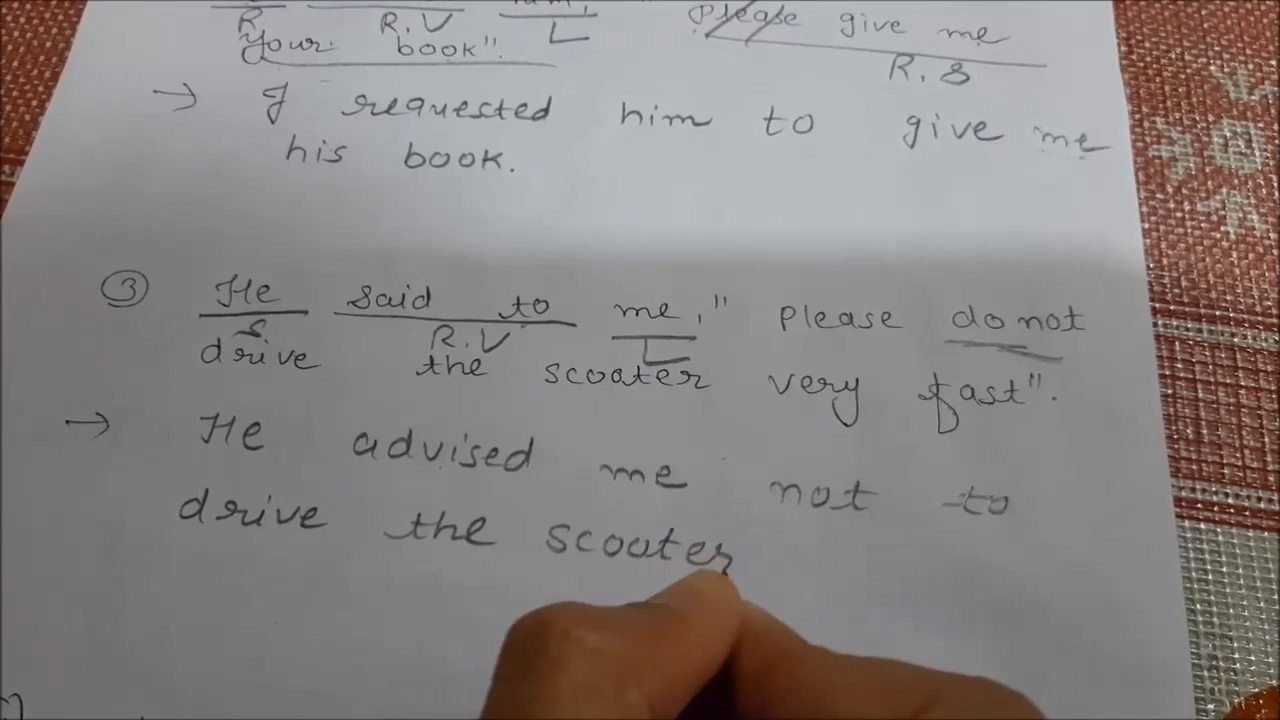 R. R.V L "Please give me
your book". R.S
→ I requested him to give me
his book.
③ He said to me," Please do not
S R.V L
drive the scooter very fast".
→ He advised me not to
drive the scooter